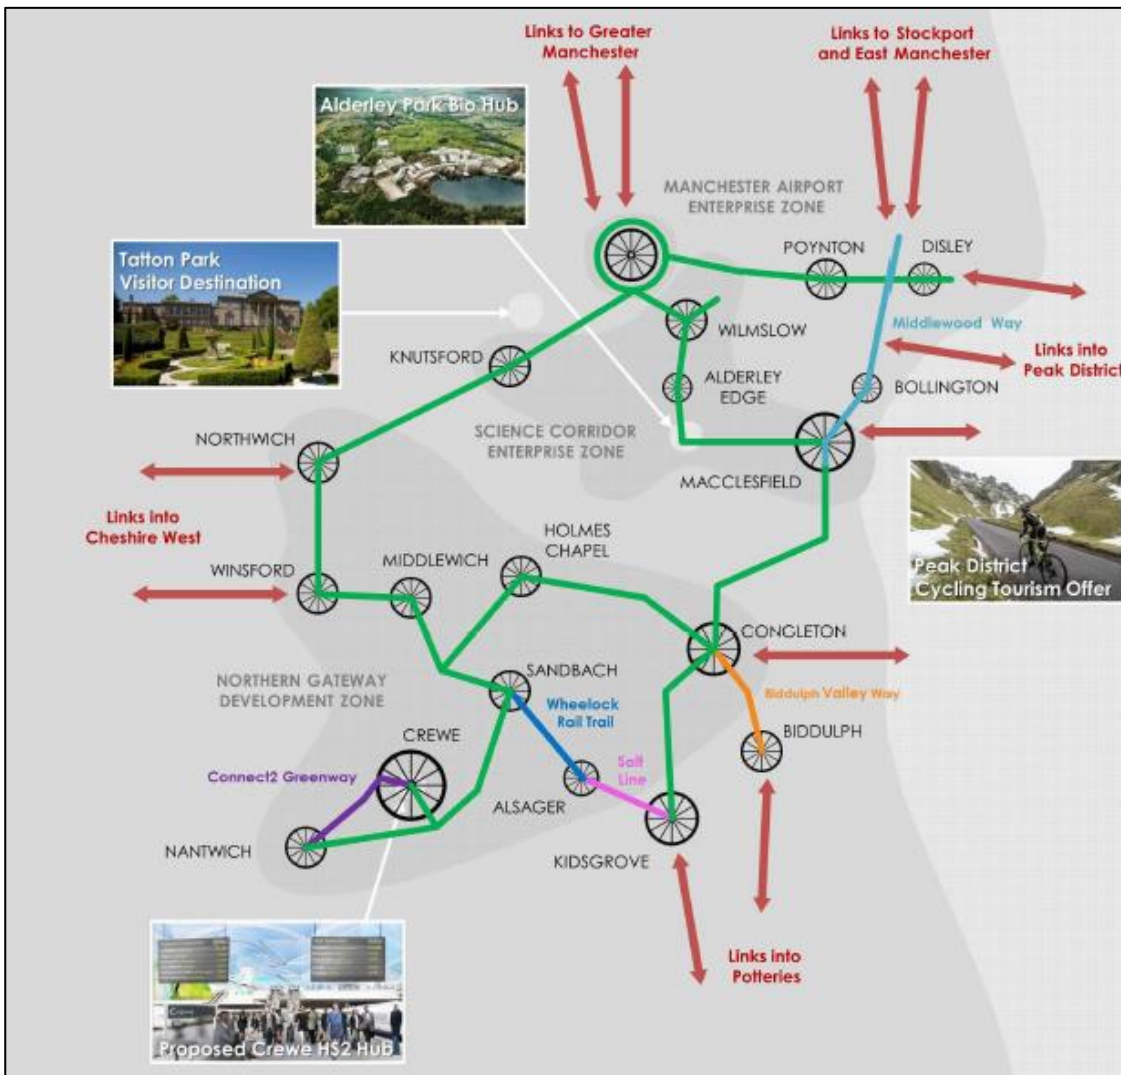 Links to Greater
Manchester
Links to Stockport
and East Manchester
Alderley Park Bio Hub
MANCHESTER AIRPORT
ENTERPRISE ZONE
Tatton Park
Visitor Destination
POYNTON
DISLEY
WILMSLOW
Middlewood Way
KNUTSFORD
Links into
Peak District
ALDERLEY
EDGE
BOLLINGTON
NORTHWICH
SCIENCE CORRIDOR
ENTERPRISE ZONE
MACCLESFIELD
Links into
Cheshire West
HOLMES
CHAPEL
Peak District
Cycling Tourism Offer
WINSFORD
MIDDLEWICH
CONGLETON
NORTHERN GATEWAY
DEVELOPMENT ZONE
SANDBACH
Wheelock
Rail Trail
Biddulph Valley Way
BIDDULPH
CREWE
Connect2 Greenway
Salt
Line
ALSAGER
NANTWICH
KIDSGROVE
Links into
Potteries
Crewe
Proposed Crewe HS2 Hub